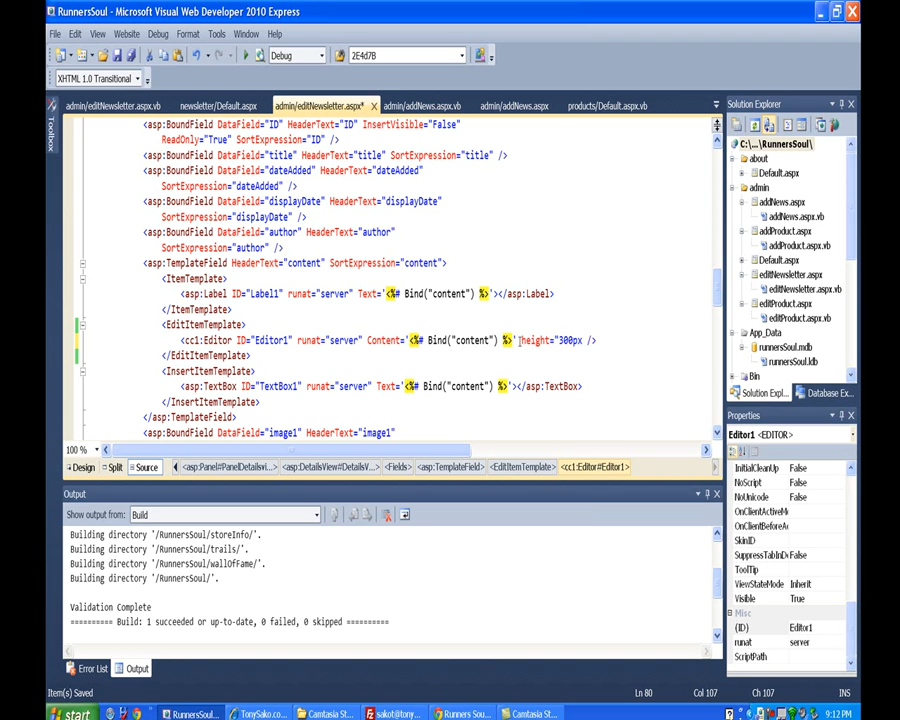 RunnersSoul - Microsoft Visual Web Developer 2010 Express
File Edit View Website Debug Format Tools Window Help
Debug 2E4d7B
XHTML 1.0 Transitional
admin/editNewsletter.aspx.vb newsletter/Default.aspx admin/editNewsletter.aspx* admin/addNews.aspx.vb admin/addNews.aspx products/Default.aspx.vb
Toolbox
<asp:BoundField DataField="ID" HeaderText="ID" InsertVisible="False"
ReadOnly="True" SortExpression="ID" />
<asp:BoundField DataField="title" HeaderText="title" SortExpression="title" />
<asp:BoundField DataField="dateAdded" HeaderText="dateAdded"
SortExpression="dateAdded" />
<asp:BoundField DataField="displayDate" HeaderText="displayDate"
SortExpression="displayDate" />
<asp:BoundField DataField="author" HeaderText="author"
SortExpression="author" />
<asp:TemplateField HeaderText="content" SortExpression="content">
<ItemTemplate>
<asp:Label ID="Label1" runat="server" Text='<%# Bind("content") %>'></asp:Label>
</ItemTemplate>
<EditItemTemplate>
<cc1:Editor ID="Editor1" runat="server" Content='<%# Bind("content") %>' height="300px />
</EditItemTemplate>
<InsertItemTemplate>
<asp:TextBox ID="TextBox1" runat="server" Text='<%# Bind("content") %>'></asp:TextBox>
</InsertItemTemplate>
</asp:TemplateField>
<asp:BoundField DataField="image1" HeaderText="image1"
100 %
Design Split Source <asp:Panel#PanelDetailsvi... <asp:DetailsView#DetailsV... <Fields> <asp:TemplateField> <EditItemTemplate> <cc1:Editor#Editor1>
Output
Show output from: Build
Building directory '/RunnersSoul/storeInfo/'.
Building directory '/RunnersSoul/trails/'.
Building directory '/RunnersSoul/wallOfFame/'.
Building directory '/RunnersSoul/'.
Validation Complete
========== Build: 1 succeeded or up-to-date, 0 failed, 0 skipped ==========
Error List Output
Solution Explorer
C:\...\RunnersSoul\
about
Default.aspx
admin
addNews.aspx
addNews.aspx.vb
addProduct.aspx
addProduct.aspx.vb
Default.aspx
editNewsletter.aspx
editNewsletter.aspx.vb
editProduct.aspx
editProduct.aspx.vb
App_Data
runnersSoul.mdb
runnersSoul.ldb
Bin
Solution Expl... Database Ex...
Properties
Editor1 <EDITOR>
InitialCleanUp False
NoScript False
NoUnicode False
OnClientActiveM
OnClientBeforeA
SkinID
SuppressTabInD False
ToolTip
ViewStateMode Inherit
Visible True
Misc
(ID) Editor1
runat server
ScriptPath
Item(s) Saved Ln 80 Col 107 Ch 107 INS
start RunnersSoul... TonySako.co... Camtasia St... sakot@tony... Runners Sou... Camtasia St... 9:12 PM